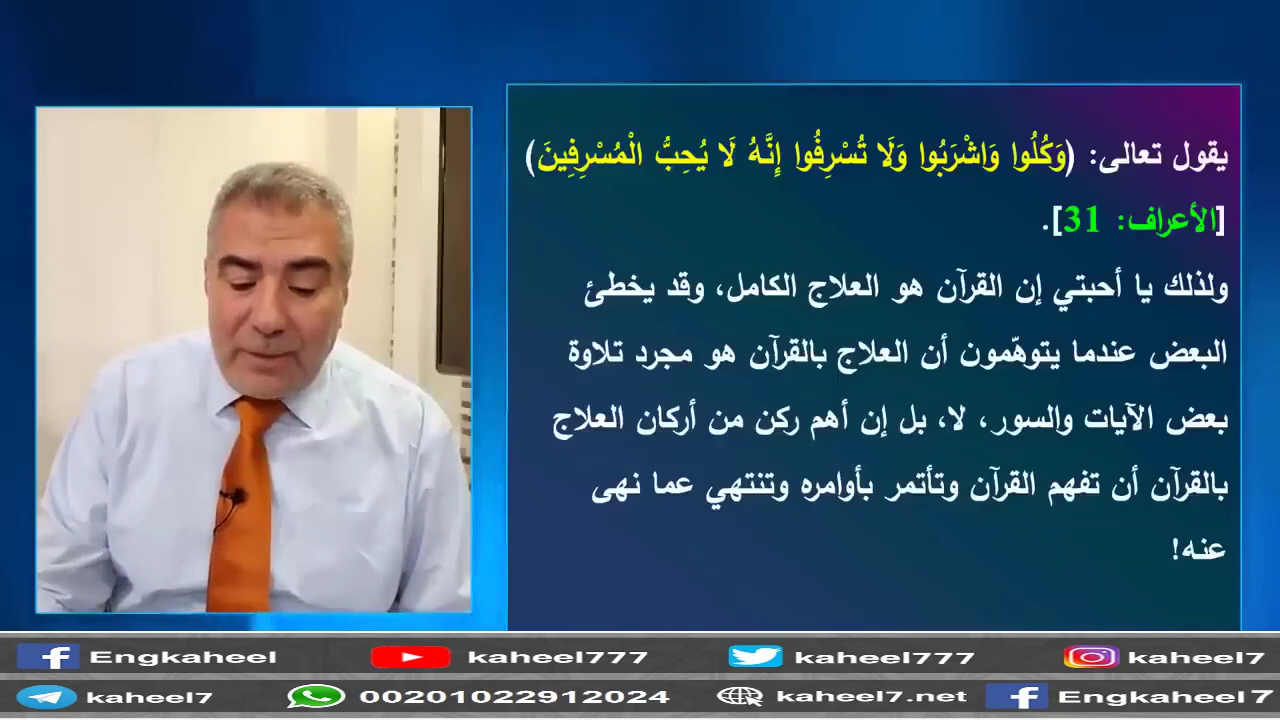 يقول تعالى: (وَكُلُوا وَاشْرَبُوا وَلَا تُسْرِفُوا إِنَّهُ لَا يُحِبُّ الْمُسْرِفِينَ)
[الأعراف: 31].
ولذلك يا أحبتي إن القرآن هو العلاج الكامل، وقد يخطئ
البعض عندما يتوهّمون أن العلاج بالقرآن هو مجرد تلاوة
بعض الآيات والسور، لا، بل إن أهم ركن من أركان العلاج
بالقرآن أن تفهم القرآن وتأتمر بأوامره وتنتهي عما نهى
عنه!
Engkaheel kaheel777 kaheel777 kaheel7
kaheel7 00201022912024 kaheel7.net Engkaheel7